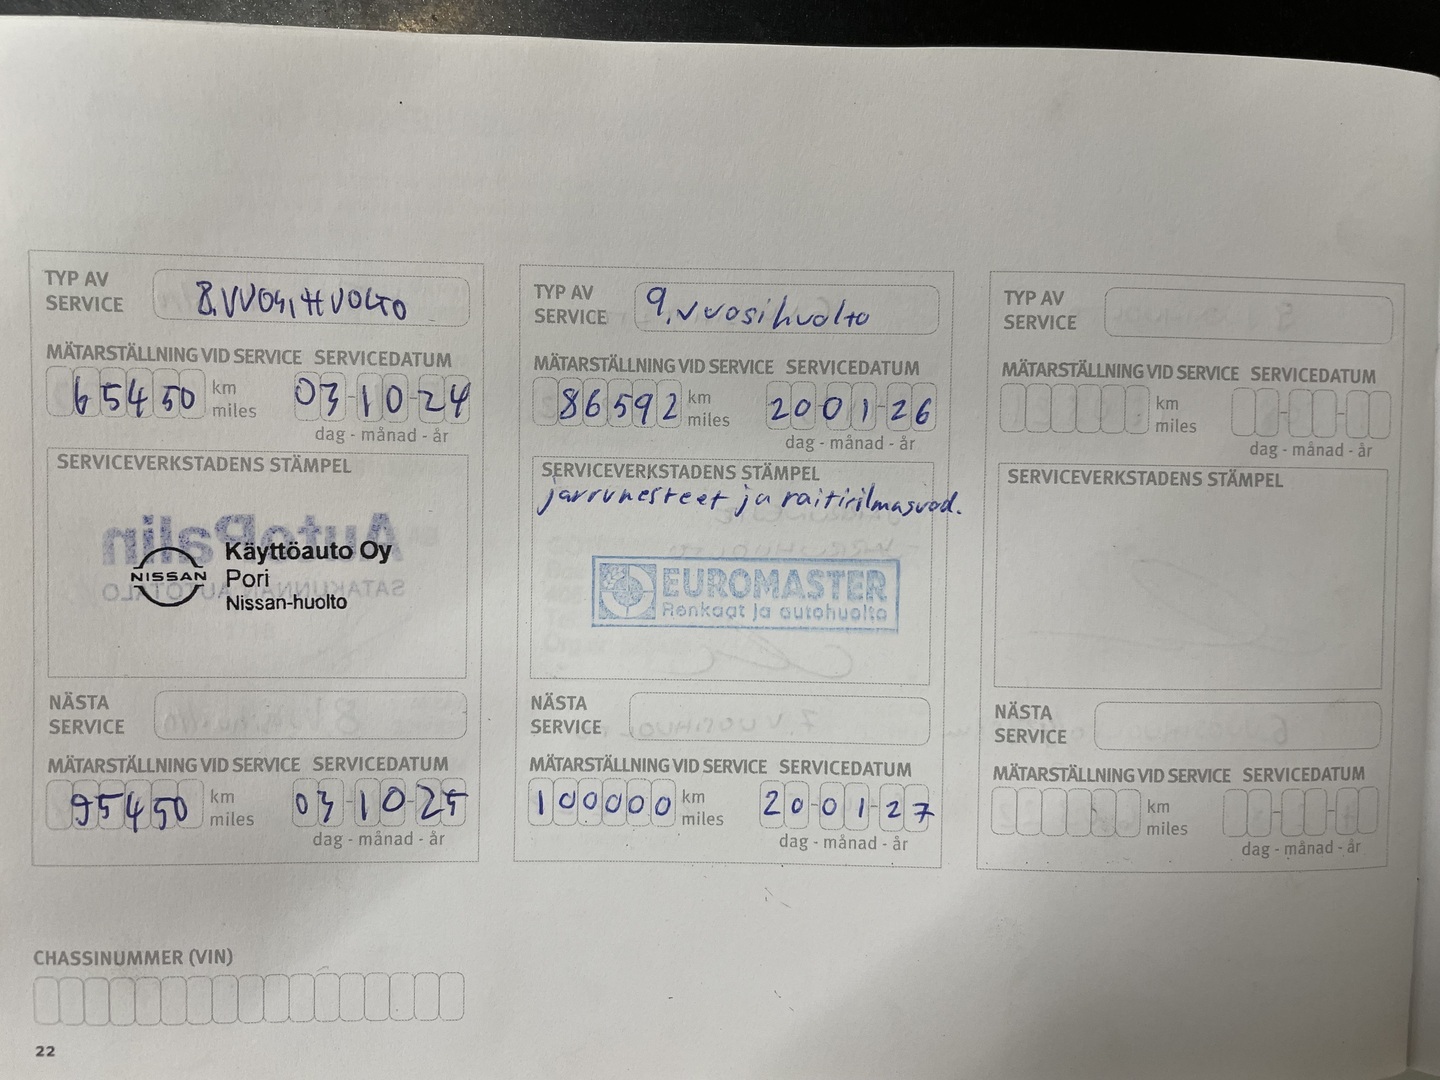 TYP AV
SERVICE
8. VUOSIHUOLTO
MÄTARSTÄLLNING VID SERVICE SERVICEDATUM
65450 km
miles
03-10-24
dag - månad - år
SERVICEVERKSTADENS STÄMPEL
AutoPalin
SATAKUNNAN AUTOTALO
NISSAN
Käyttöauto Oy
Pori
Nissan-huolto
NÄSTA
SERVICE
MÄTARSTÄLLNING VID SERVICE SERVICEDATUM
95450 km
miles
03-10-25
dag - månad - år
TYP AV
SERVICE
9. vuosihuolto
MÄTARSTÄLLNING VID SERVICE SERVICEDATUM
86592 km
miles
20-01-26
dag - månad - år
SERVICEVERKSTADENS STÄMPEL
jarrunesteet ja raitisilmasuod.
EUROMASTER
Renkaat ja autohuolto
NÄSTA
SERVICE
MÄTARSTÄLLNING VID SERVICE SERVICEDATUM
100000 km
miles
20-01-27
dag - månad - år
TYP AV
SERVICE
MÄTARSTÄLLNING VID SERVICE SERVICEDATUM
km
miles
dag - månad - år
SERVICEVERKSTADENS STÄMPEL
NÄSTA
SERVICE
MÄTARSTÄLLNING VID SERVICE SERVICEDATUM
km
miles
dag - månad - år
CHASSINUMMER (VIN)
22